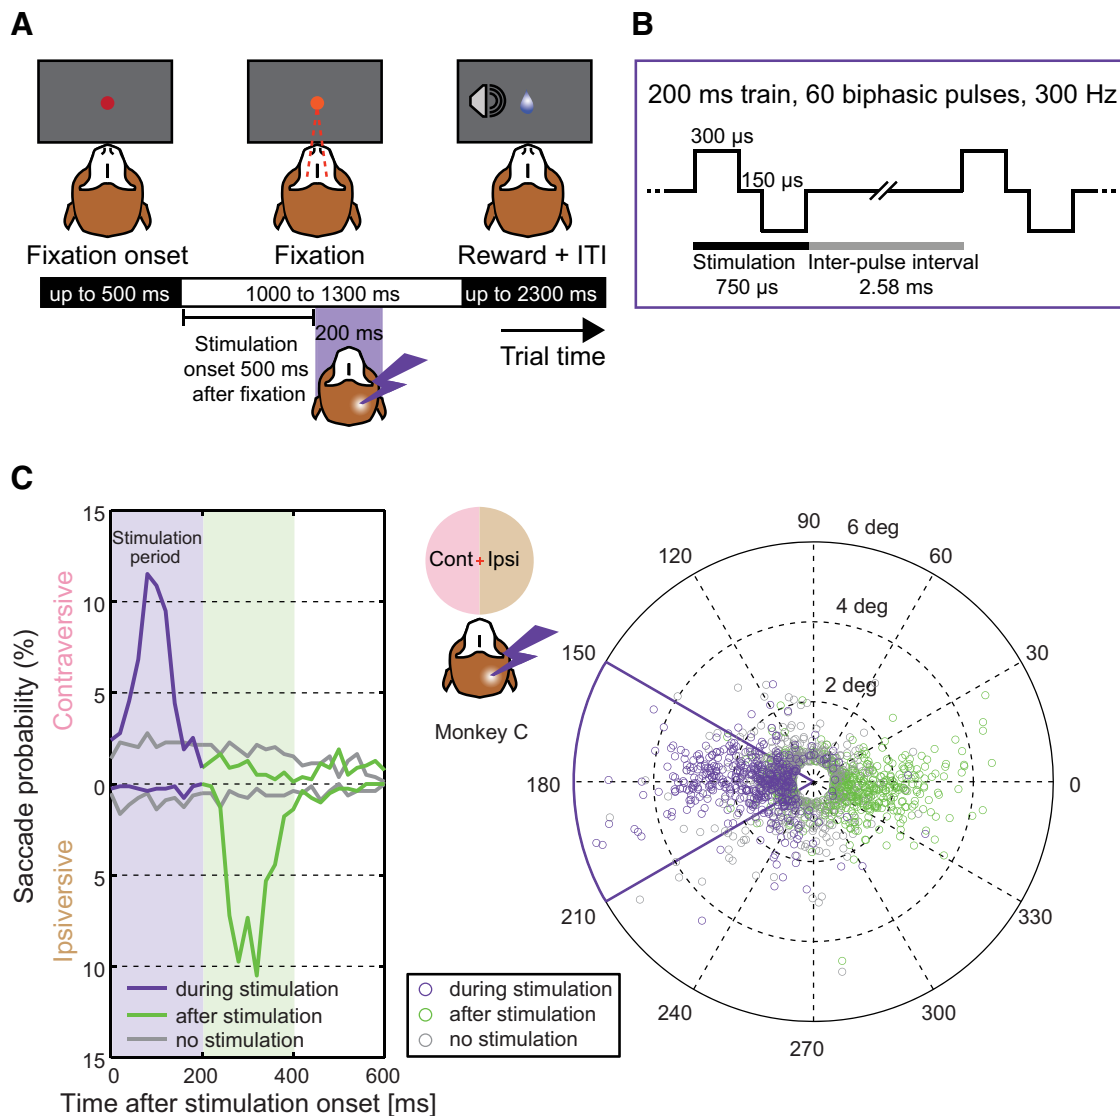 A
Fixation onset
Fixation
Reward + ITI
up to 500 ms
1000 to 1300 ms
up to 2300 ms
Stimulation
onset 500 ms
after fixation
200 ms
Trial time
B
200 ms train, 60 biphasic pulses, 300 Hz
300 µs
150 µs
Stimulation
750 µs
Inter-pulse interval
2.58 ms
C
Saccade probability (%)
Contraversive
Ipsiversive
15
10
5
0
5
10
15
Stimulation
period
during stimulation
after stimulation
no stimulation
0
200
400
600
Time after stimulation onset [ms]
Cont
Ipsi
Monkey C
during stimulation
after stimulation
no stimulation
90
6 deg
120
60
4 deg
150
30
2 deg
180
0
210
330
240
300
270